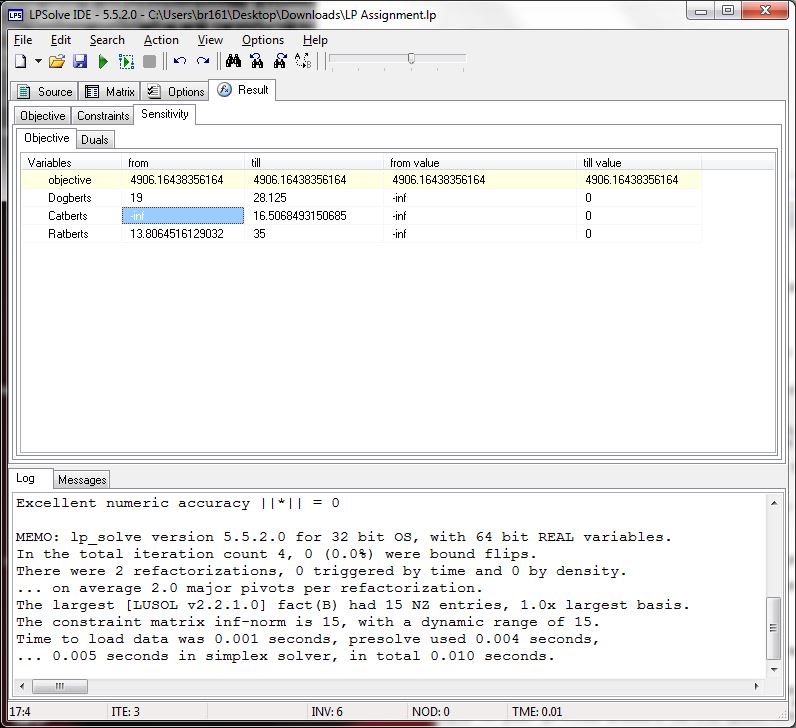 LPSolve IDE - 5.5.2.0 - C:\Users\br161\Desktop\Downloads\LP Assignment.lp
File Edit Search Action View Options Help
Source Matrix Options Result
Objective Constraints Sensitivity
Objective Duals
Variables from till from value till value
objective 4906.16438356164 4906.16438356164 4906.16438356164 4906.16438356164
Dogberts 19 28.125 -inf 0
Catberts -inf 16.5068493150685 -inf 0
Ratberts 13.8064516129032 35 -inf 0
Log Messages
Excellent numeric accuracy ||*|| = 0
MEMO: lp_solve version 5.5.2.0 for 32 bit OS, with 64 bit REAL variables.
In the total iteration count 4, 0 (0.0%) were bound flips.
There were 2 refactorizations, 0 triggered by time and 0 by density.
... on average 2.0 major pivots per refactorization.
The largest [LUSOL v2.2.1.0] fact(B) had 15 NZ entries, 1.0x largest basis.
The constraint matrix inf-norm is 15, with a dynamic range of 15.
Time to load data was 0.001 seconds, presolve used 0.004 seconds,
... 0.005 seconds in simplex solver, in total 0.010 seconds.
17:4 ITE: 3 INV: 6 NOD: 0 TME: 0.01